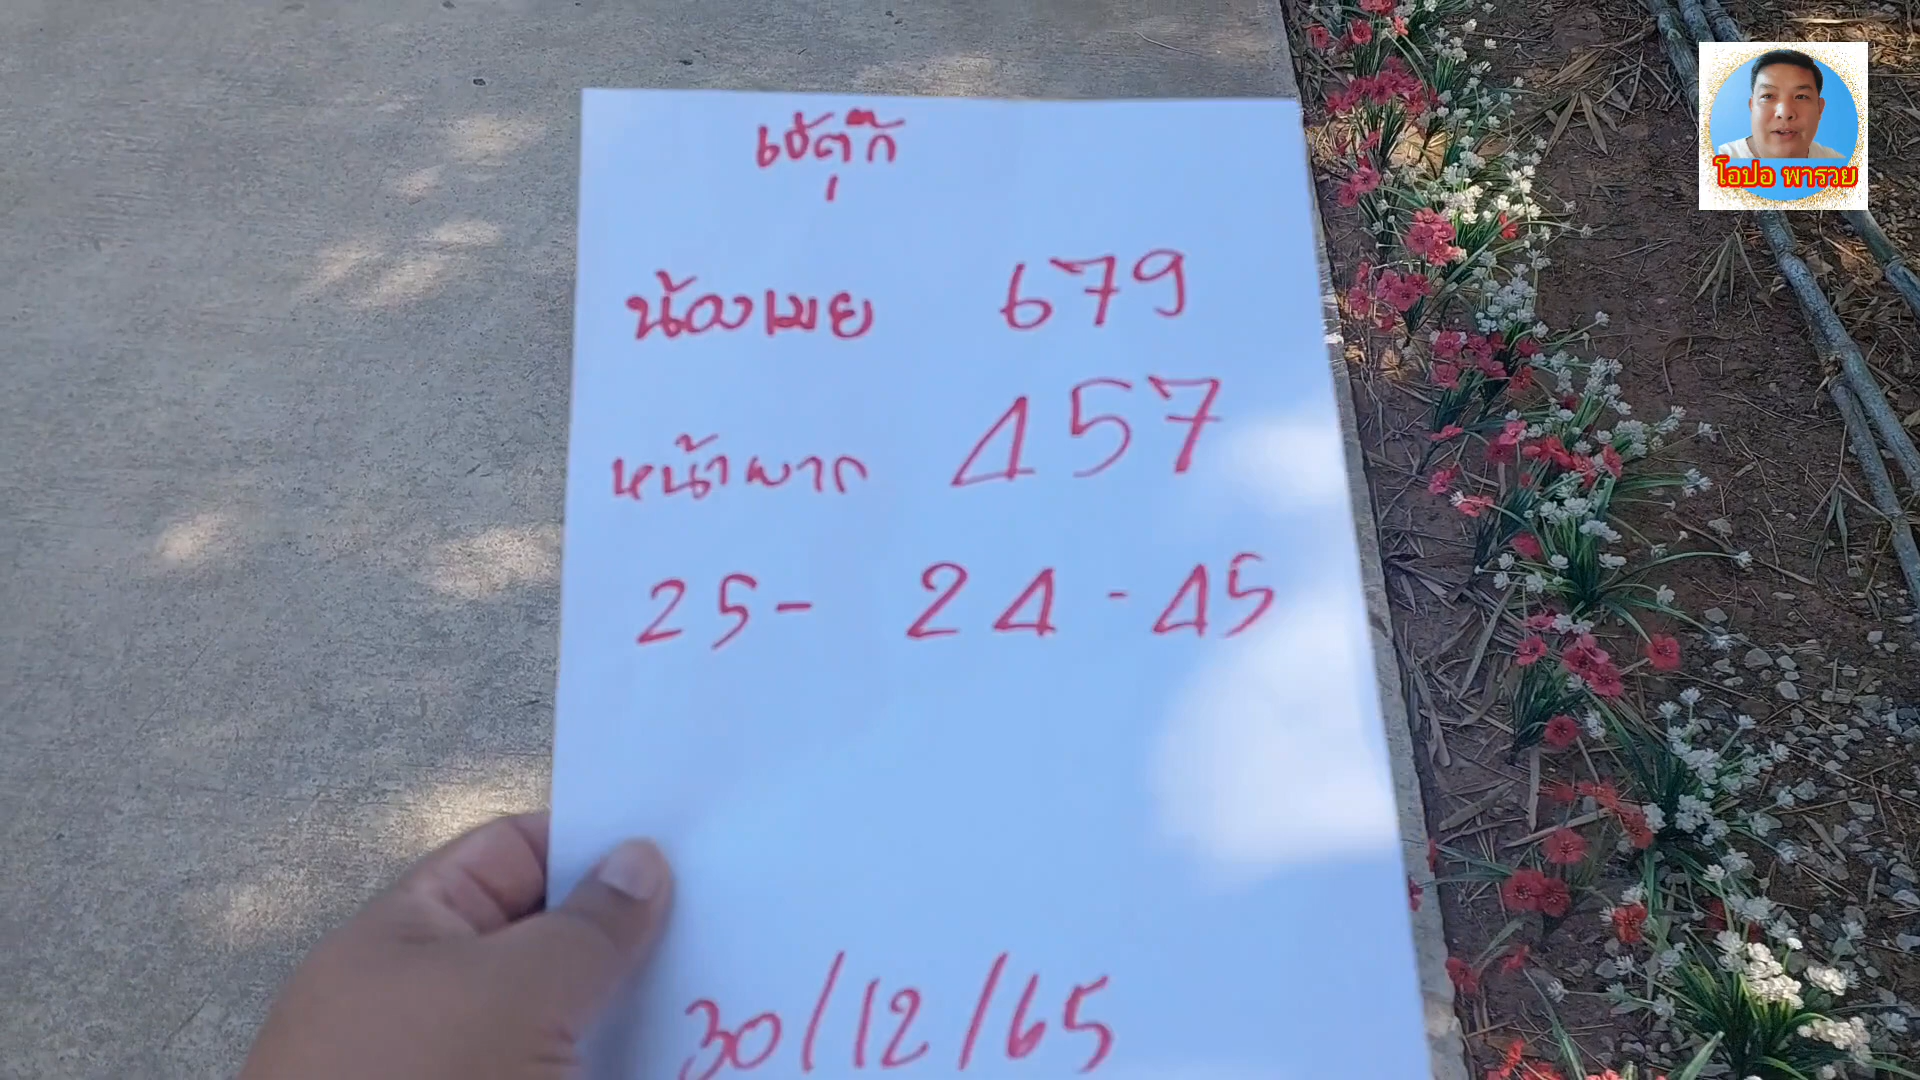 เจ๊ตุ๊ก
น้องเมย 679
หน้าผาก 457
25- 24 - 45
30/12/65
โอปอ พารวย